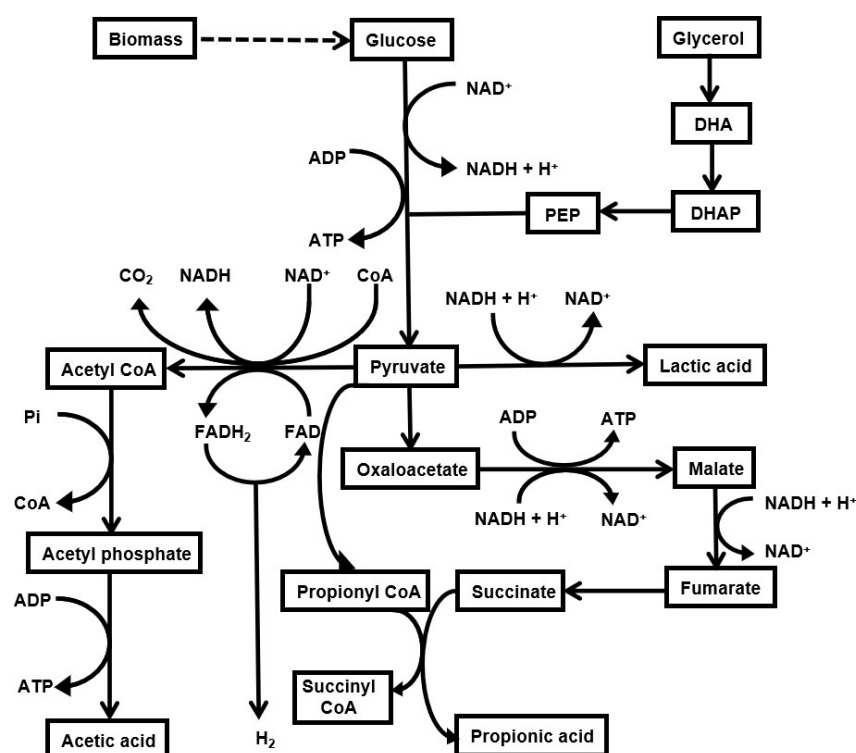 Biomass
Glucose
Glycerol
NAD⁺
DHA
ADP
NADH + H⁺
PEP
DHAP
ATP
CO₂
NADH
NAD⁺
CoA
NADH + H⁺
NAD⁺
Acetyl CoA
Pyruvate
Lactic acid
Pi
FADH₂
FAD
ADP
ATP
Oxaloacetate
Malate
CoA
NADH + H⁺
NAD⁺
NADH + H⁺
Acetyl phosphate
NAD⁺
ADP
Propionyl CoA
Succinate
Fumarate
ATP
Succinyl
CoA
Acetic acid
H₂
Propionic acid